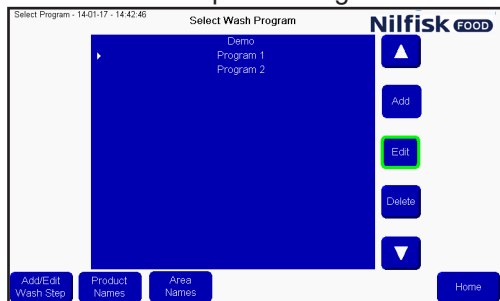 Select Program - 14-01-17 - 14:42:46
Select Wash Program
Nilfisk FOOD
Demo
Program 1
Program 2
Add
Edit
Delete
Add/Edit
Wash Step
Product
Names
Area
Names
Home